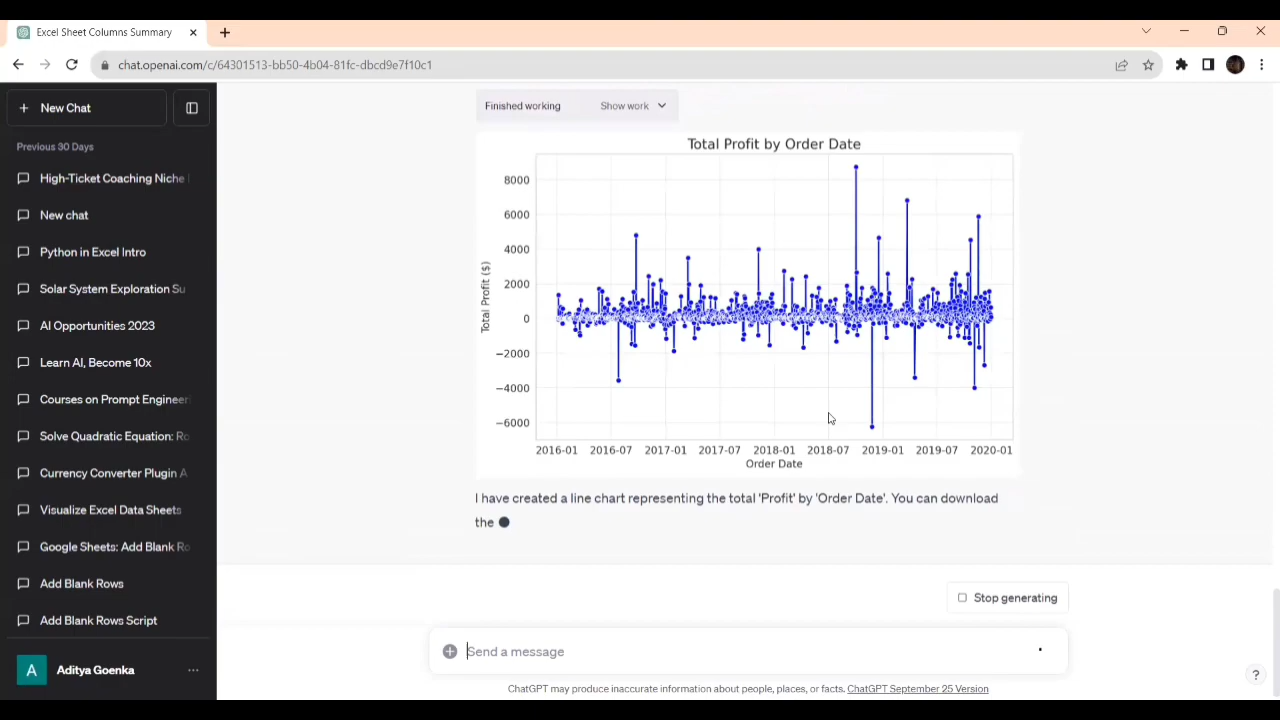 Excel Sheet Columns Summary
chat.openai.com/c/64301513-bb50-4b04-81fc-dbcd9e7f10c1
New Chat
Previous 30 Days
High-Ticket Coaching Niche
New chat
Python in Excel Intro
Solar System Exploration Su
AI Opportunities 2023
Learn AI, Become 10x
Courses on Prompt Engineer
Solve Quadratic Equation: Ro
Currency Converter Plugin A
Visualize Excel Data Sheets
Google Sheets: Add Blank Ro
Add Blank Rows
Add Blank Rows Script
A Aditya Goenka
Finished working Show work
Total Profit by Order Date
Total Profit ($)
8000
6000
4000
2000
0
−2000
−4000
−6000
2016-01 2016-07 2017-01 2017-07 2018-01 2018-07 2019-01 2019-07 2020-01
Order Date
I have created a line chart representing the total 'Profit' by 'Order Date'. You can download
the
Stop generating
Send a message
ChatGPT may produce inaccurate information about people, places, or facts. ChatGPT September 25 Version
?